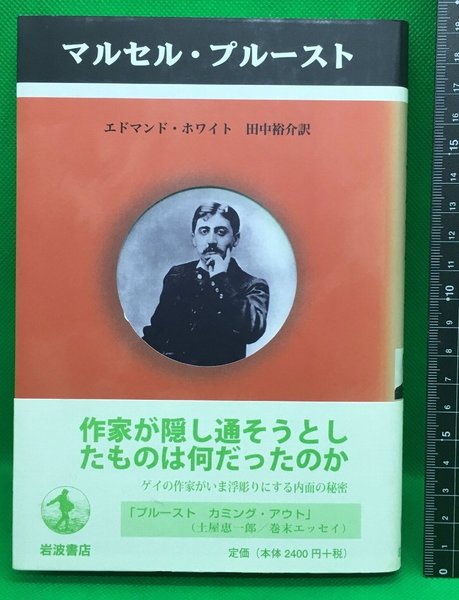 マルセル・プルースト
エドマンド・ホワイト 田中裕介訳
作家が隠し通そうとし
たものは何だったのか
ゲイの作家がいま浮彫りにする内面の秘密
「プルースト カミング・アウト」
(土屋恵一郎/巻末エッセイ)
岩波書店
定価(本体2400円+税)
15
10
5
0